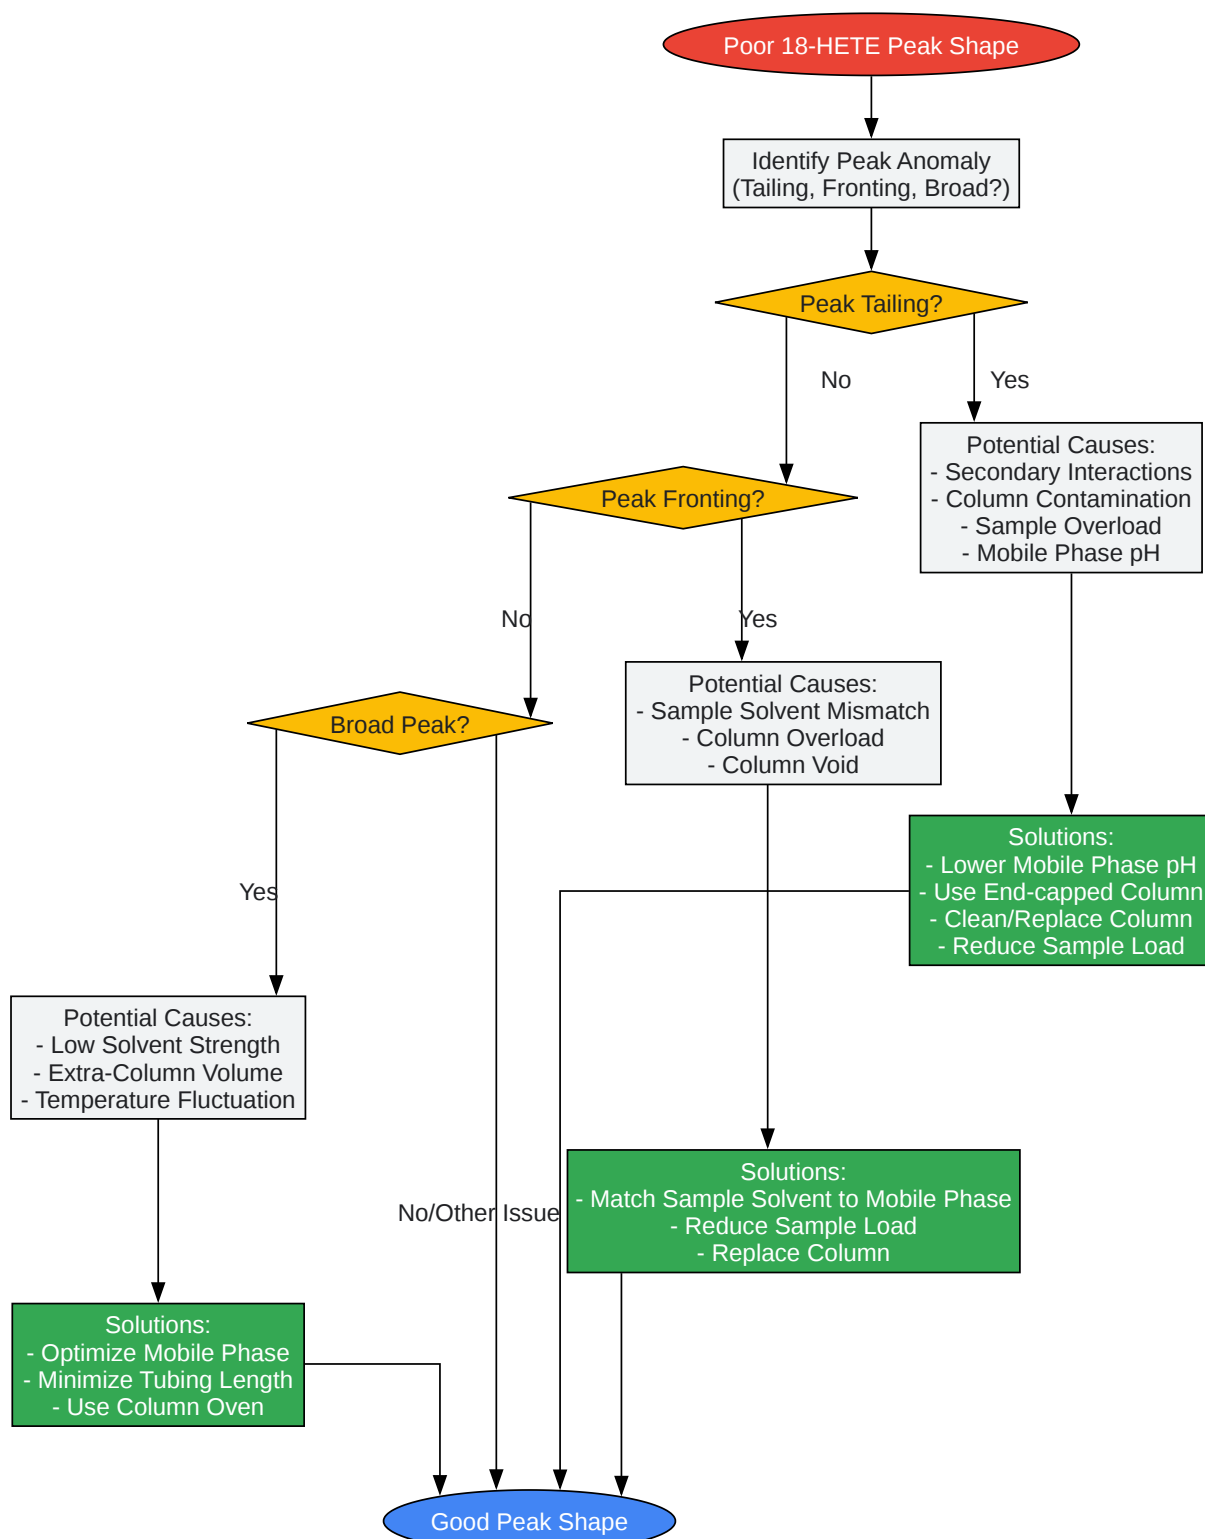 Poor 18-HETE Peak Shape
Identify Peak Anomaly
(Tailing, Fronting, Broad?)
Peak Tailing?
No
Yes
Potential Causes:
- Secondary Interactions
- Column Contamination
- Sample Overload
- Mobile Phase pH
Peak Fronting?
No
Yes
Potential Causes:
- Sample Solvent Mismatch
- Column Overload
- Column Void
Broad Peak?
Solutions:
- Lower Mobile Phase pH
- Use End-capped Column
- Clean/Replace Column
- Reduce Sample Load
Yes
Potential Causes:
- Low Solvent Strength
- Extra-Column Volume
- Temperature Fluctuation
No/Other Issue
Solutions:
- Match Sample Solvent to Mobile Phase
- Reduce Sample Load
- Replace Column
Solutions:
- Optimize Mobile Phase
- Minimize Tubing Length
- Use Column Oven
Good Peak Shape